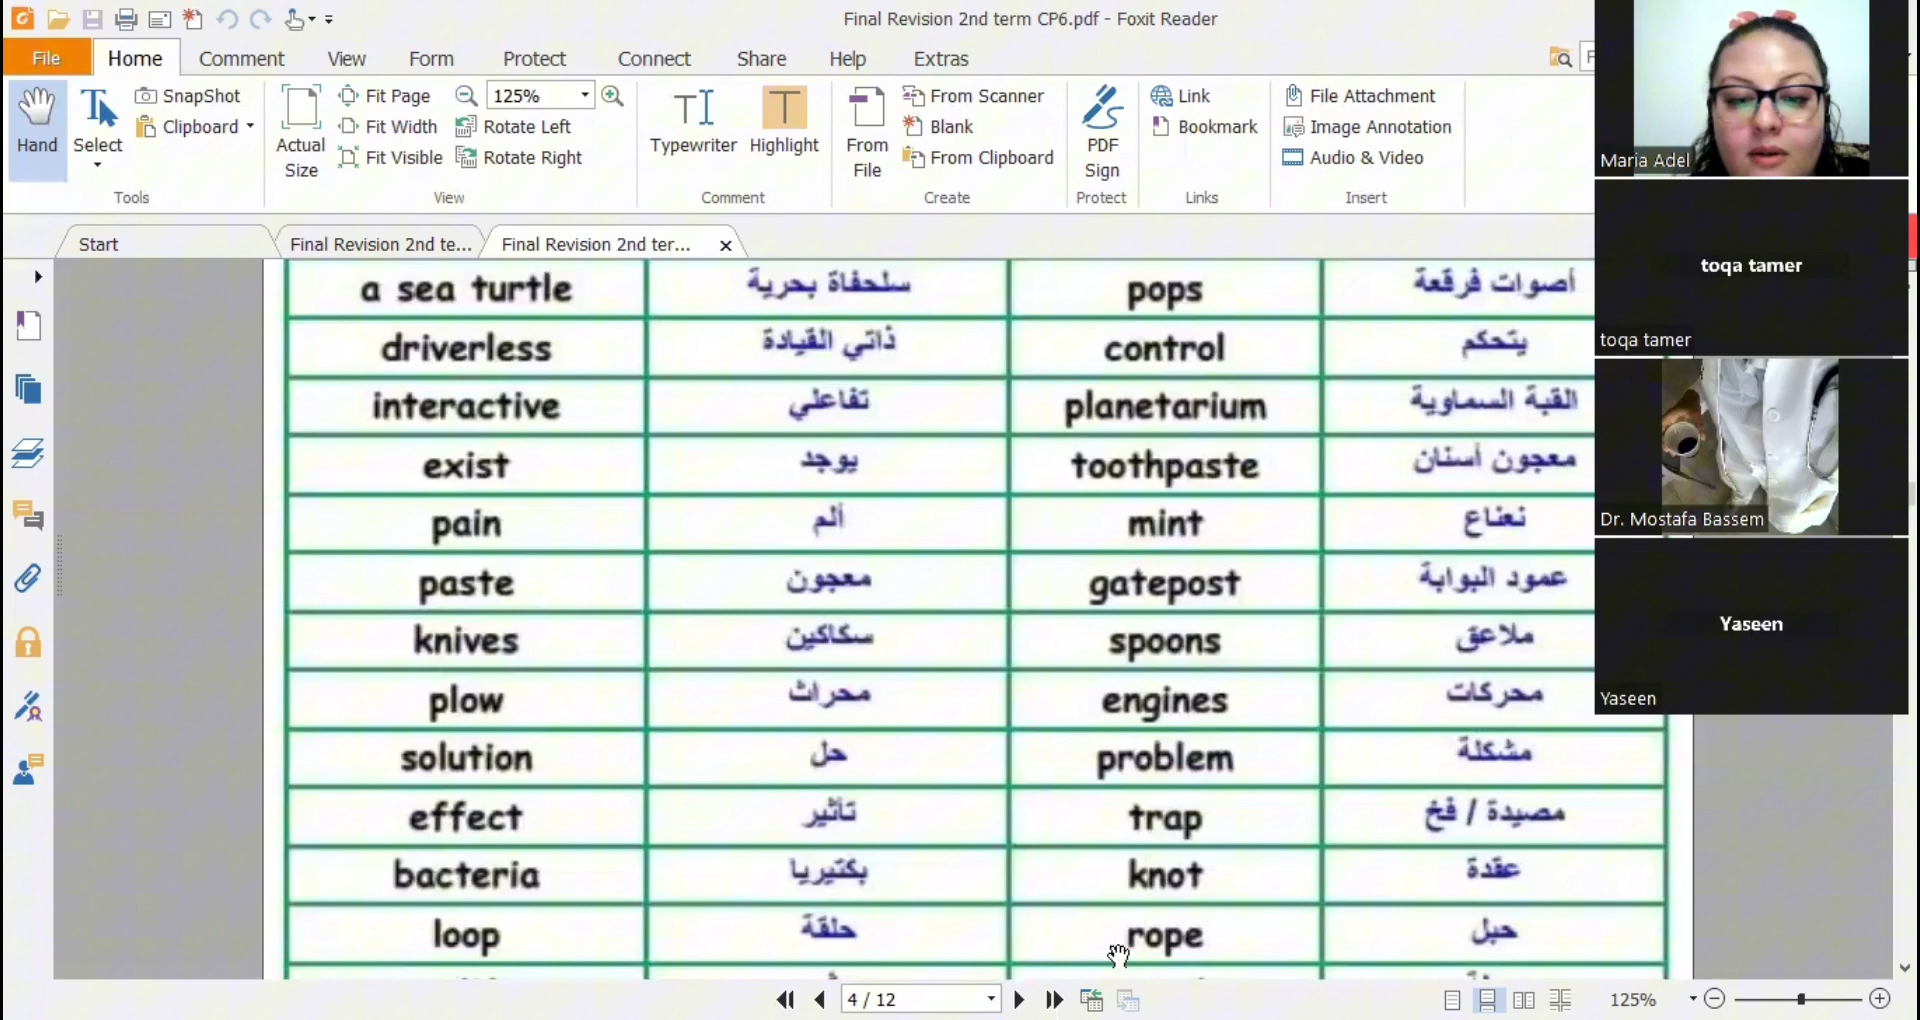 Final Revision 2nd term CP6.pdf - Foxit Reader
File
Home
Comment
View
Form
Protect
Connect
Share
Help
Extras
Hand
Select
SnapShot
Clipboard
Tools
Actual Size
Fit Page
Fit Width
Fit Visible
125%
Rotate Left
Rotate Right
View
Typewriter
Highlight
Comment
From File
From Scanner
Blank
From Clipboard
Create
PDF Sign
Protect
Link
Bookmark
Links
File Attachment
Image Annotation
Audio & Video
Insert
Start
Final Revision 2nd te...
Final Revision 2nd ter...
a sea turtle سلحفاة بحرية pops أصوات فرقعة
driverless ذاتي القيادة control يتحكم
interactive تفاعلي planetarium القبة السماوية
exist يوجد toothpaste معجون أسنان
pain ألم mint نعناع
paste معجون gatepost عمود البوابة
knives سكاكين spoons ملاعق
plow محراث engines محركات
solution حل problem مشكلة
effect تأثير trap مصيدة / فخ
bacteria بكتيريا knot عقدة
loop حلقة rope حبل
Maria Adel
toqa tamer
toqa tamer
Dr. Mostafa Bassem
Yaseen
Yaseen
4 / 12
125%